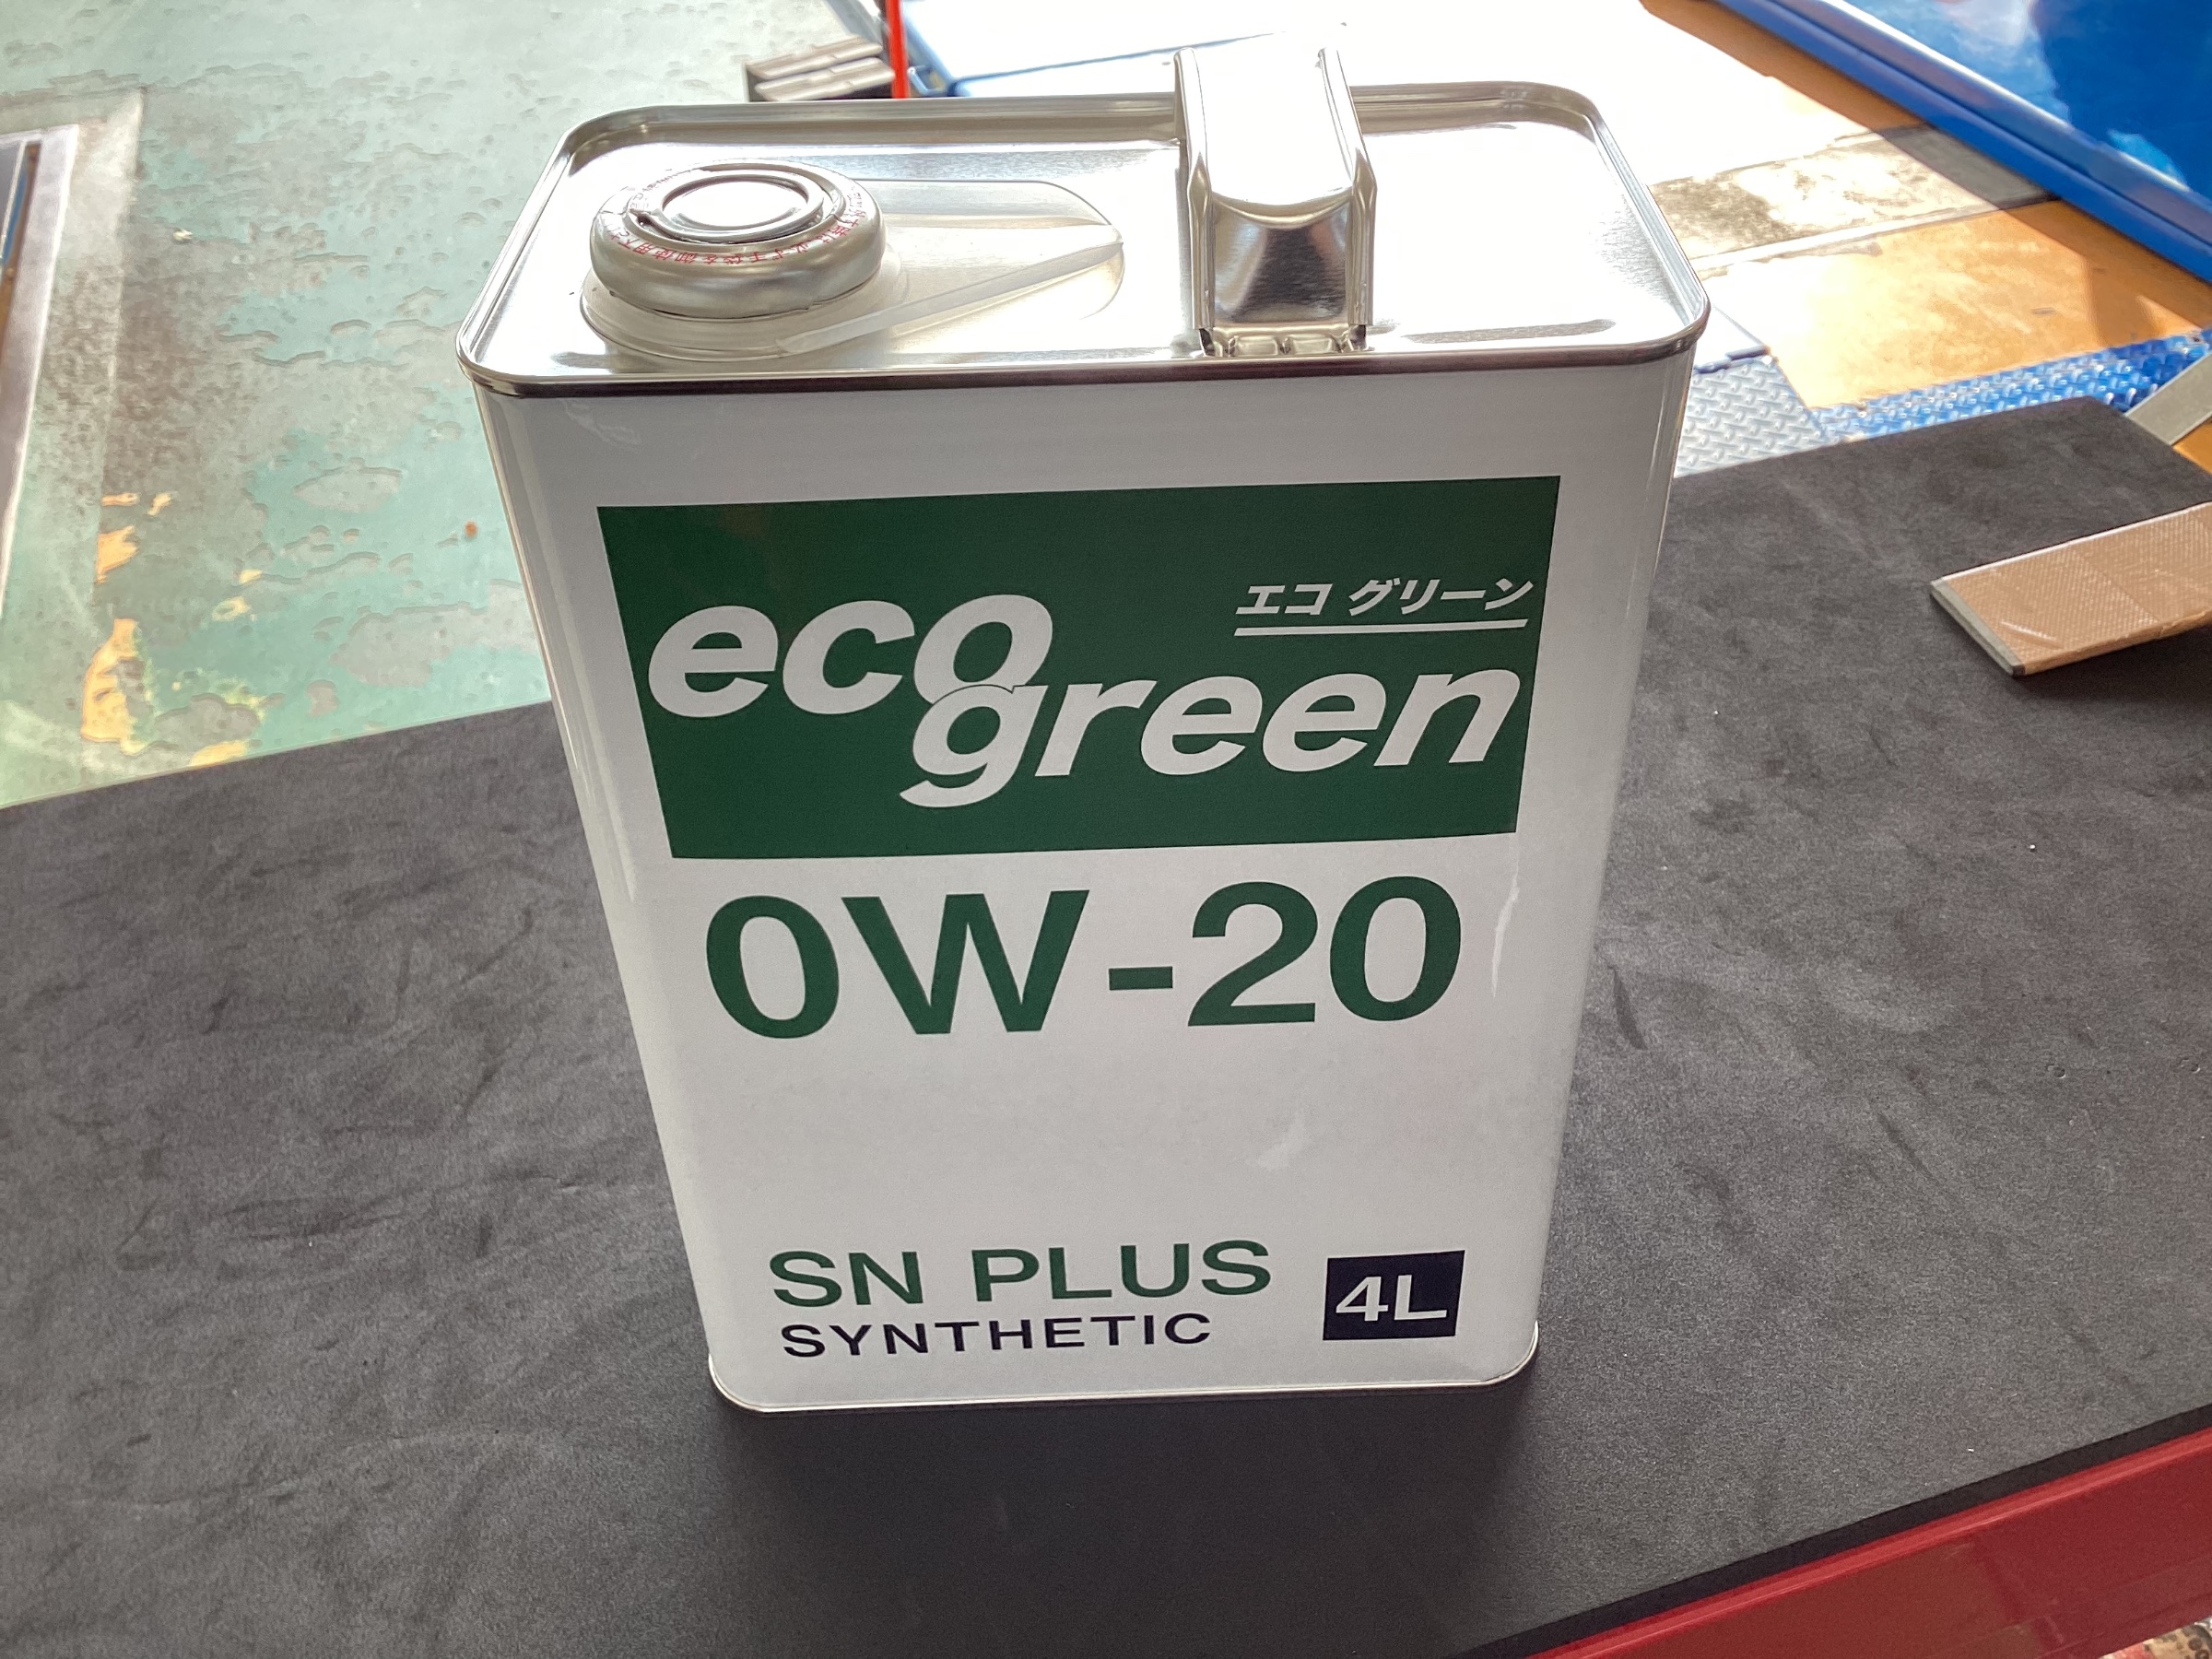 エコ グリーン
eco
green
0W-20
SN PLUS
SYNTHETIC
4L